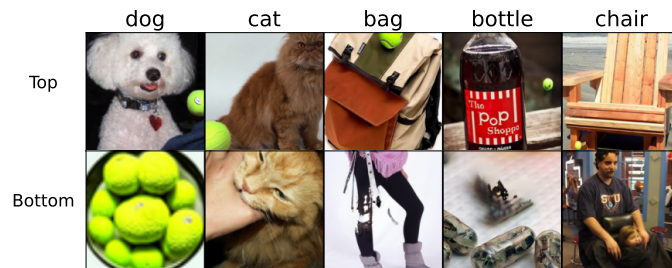 dog cat bag bottle chair
Top
The
PoP
Shoppe
Bottom